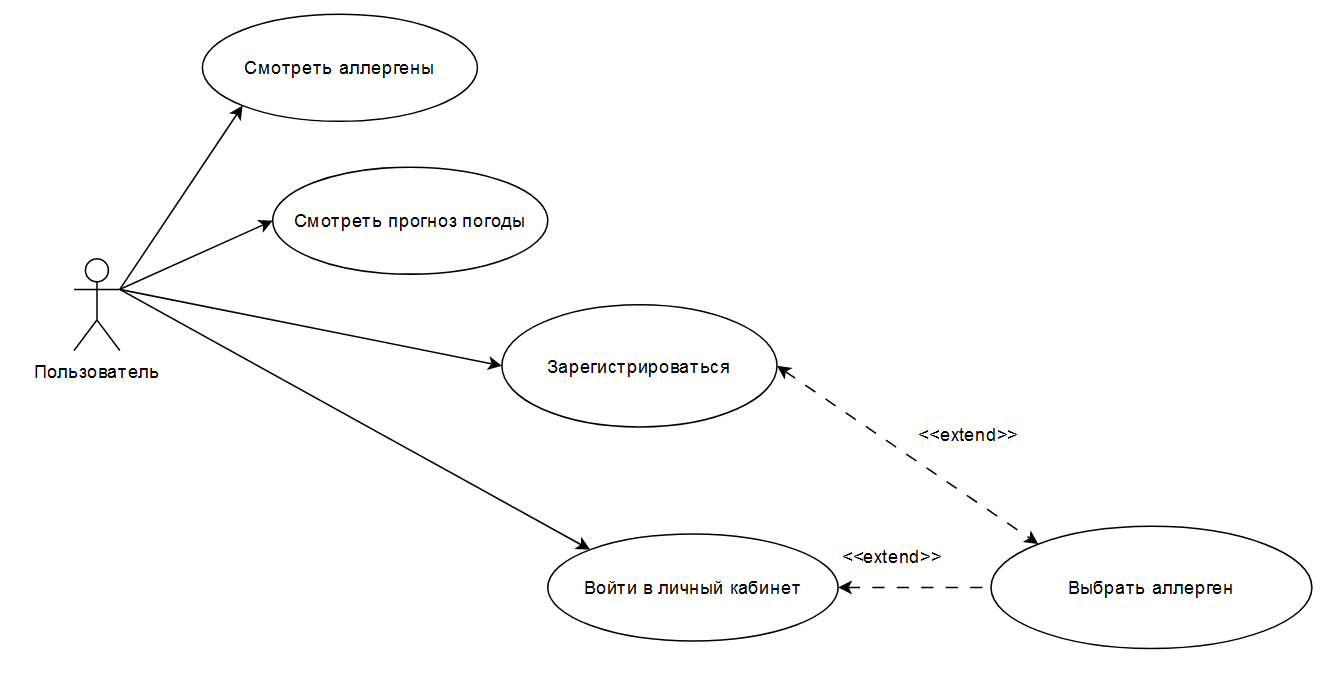 Смотреть аллергены
Смотреть прогноз погоды
Пользователь
Зарегистрироваться
<<extend>>
<<extend>>
Войти в личный кабинет
Выбрать аллерген